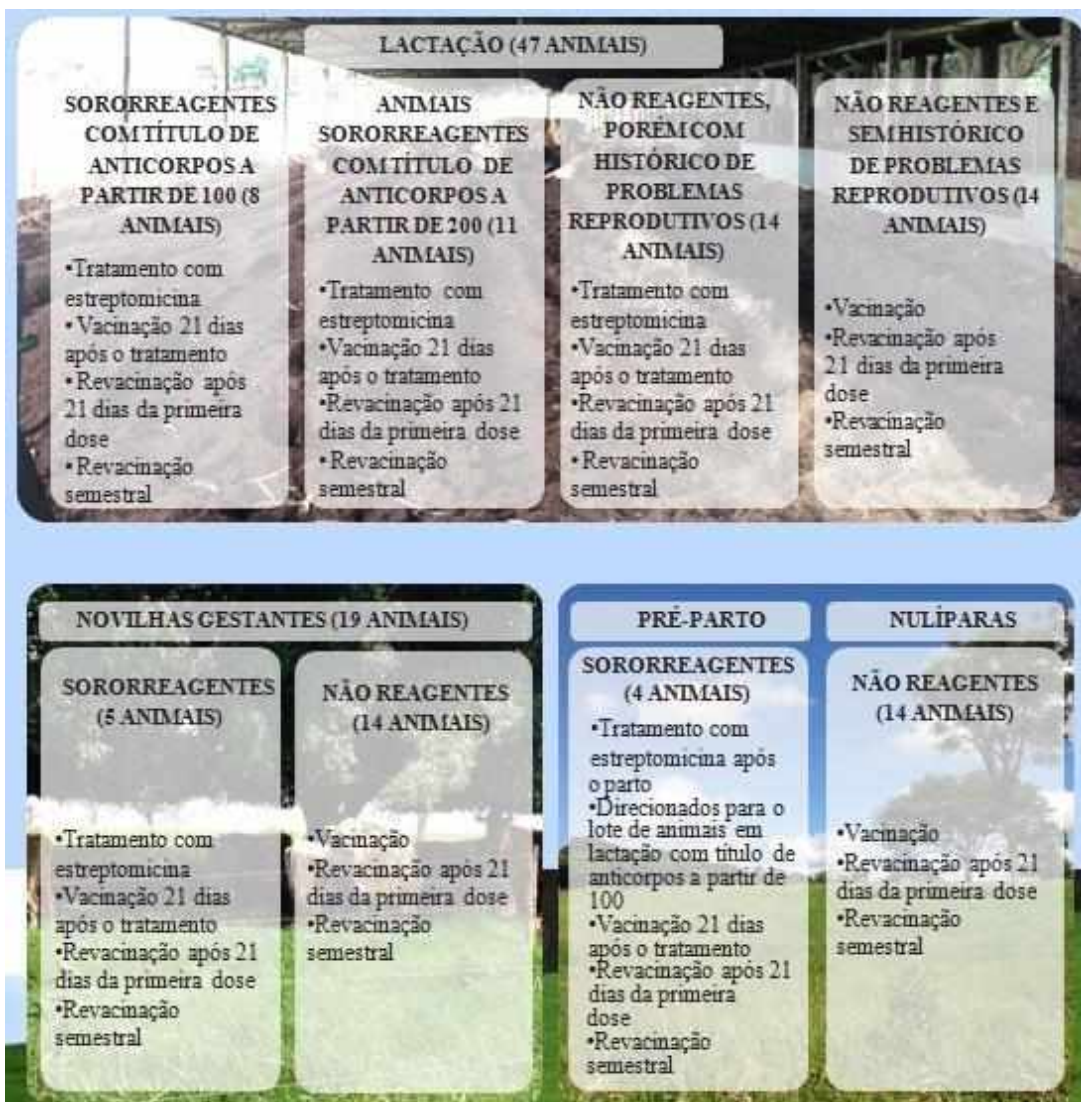 LACTAÇÃO (47 ANIMAIS)
SORORREAGENTES
COM TÍTULO DE
ANTICORPOS A
PARTIR DE 100 (8
ANIMAIS)
•Tratamento com
estreptomicina
• Vacinação 21 dias
após o tratamento
• Revacinação após
21 dias da primeira
dose
• Revacinação
semestral
ANIMAIS
SORORREAGENTES
COM TÍTULO DE
ANTICORPOS A
PARTIR DE 200 (11
ANIMAIS)
•Tratamento com
estreptomicina
•Vacinação 21 dias
após o tratamento
•Revacinação após 21
dias da primeira dose
• Revacinação
semestral
NÃO REAGENTES,
PORÉM COM
HISTÓRICO DE
PROBLEMAS
REPRODUTIVOS (14
ANIMAIS)
•Tratamento com
estreptomicina
•Vacinação 21 dias
após o tratamento
•Revacinação após 21
dias da primeira dose
• Revacinação
semestral
NÃO REAGENTES E
SEM HISTÓRICO
DE PROBLEMAS
REPRODUTIVOS (14
ANIMAIS)
•Vacinação
•Revacinação após
21 dias da primeira
dose
•Revacinação
semestral
NOVILHAS GESTANTES (19 ANIMAIS)
SORORREAGENTES
(5 ANIMAIS)
•Tratamento com
estreptomicina
•Vacinação 21 dias
após o tratamento
•Revacinação após 21
dias da primeira dose
•Revacinação
semestral
NÃO REAGENTES
(14 ANIMAIS)
•Vacinação
•Revacinação após 21
dias da primeira dose
•Revacinação
semestral
PRÉ-PARTO
SORORREAGENTES
(4 ANIMAIS)
•Tratamento com
estreptomicina após
o parto
•Direcionados para o
lote de animais em
lactação com título de
anticorpos a partir de
100
•Vacinação 21 dias
após o tratamento
•Revacinação após 21
dias da primeira
dose
•Revacinação
semestral
NULÍPARAS
NÃO REAGENTES
(14 ANIMAIS)
•Vacinação
•Revacinação após 21
dias da primeira dose
•Revacinação
semestral